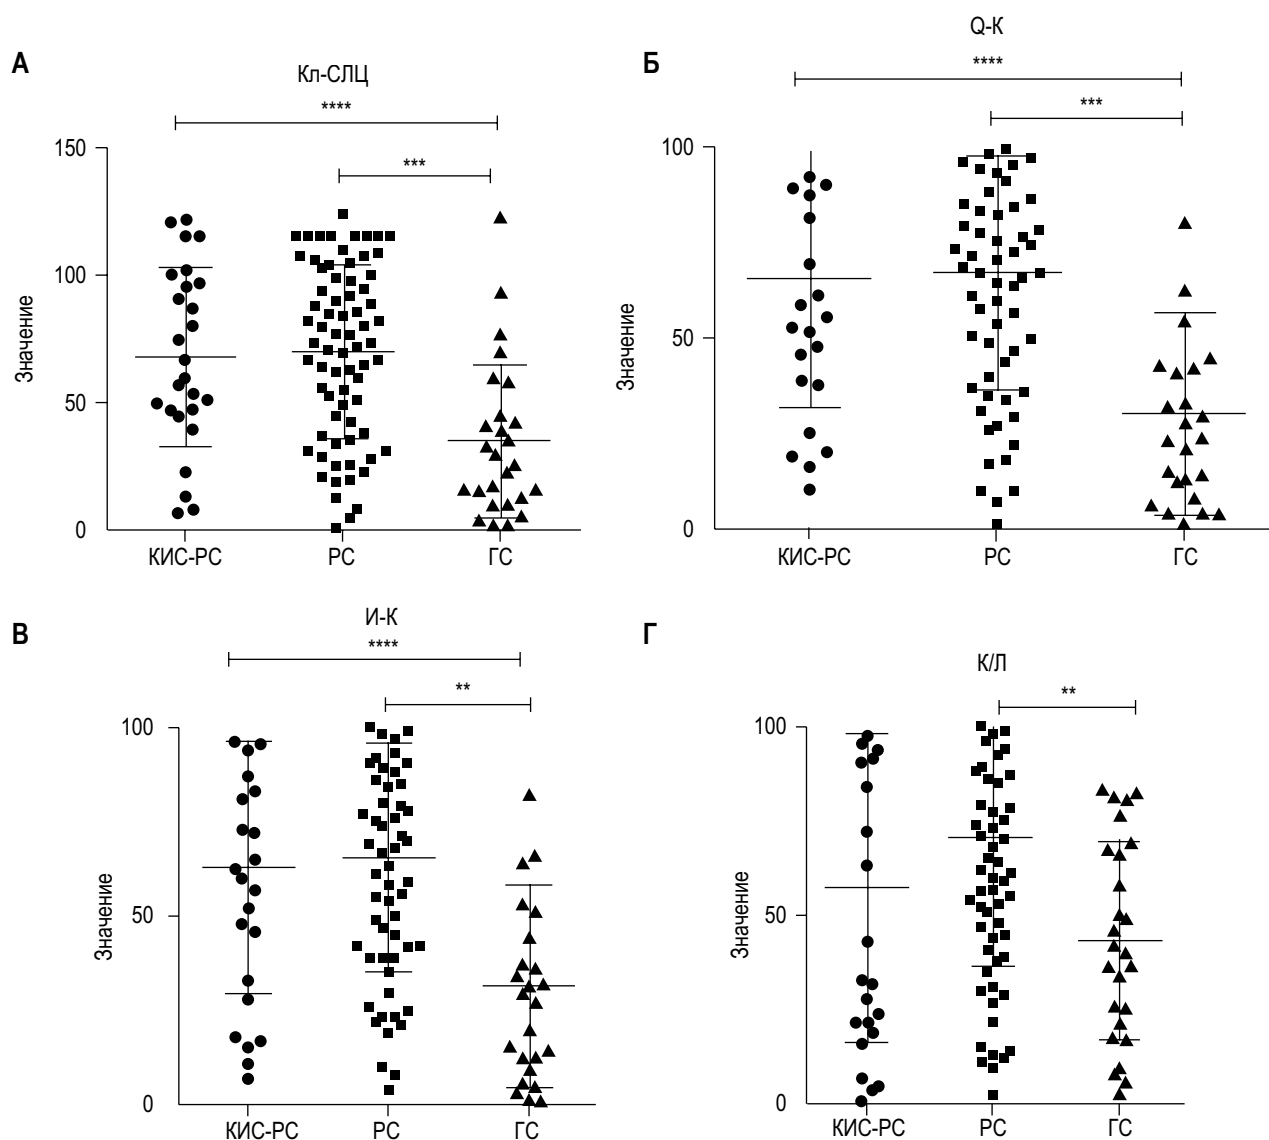 А
Кл-СЛЦ
****
***
150
100
50
0
Значение
КИС-РС
РС
ГС
Б
Q-К
****
***
100
50
0
Значение
КИС-РС
РС
ГС
В
И-К
****
**
100
50
0
Значение
КИС-РС
РС
ГС
Г
К/Л
**
100
50
0
Значение
КИС-РС
РС
ГС